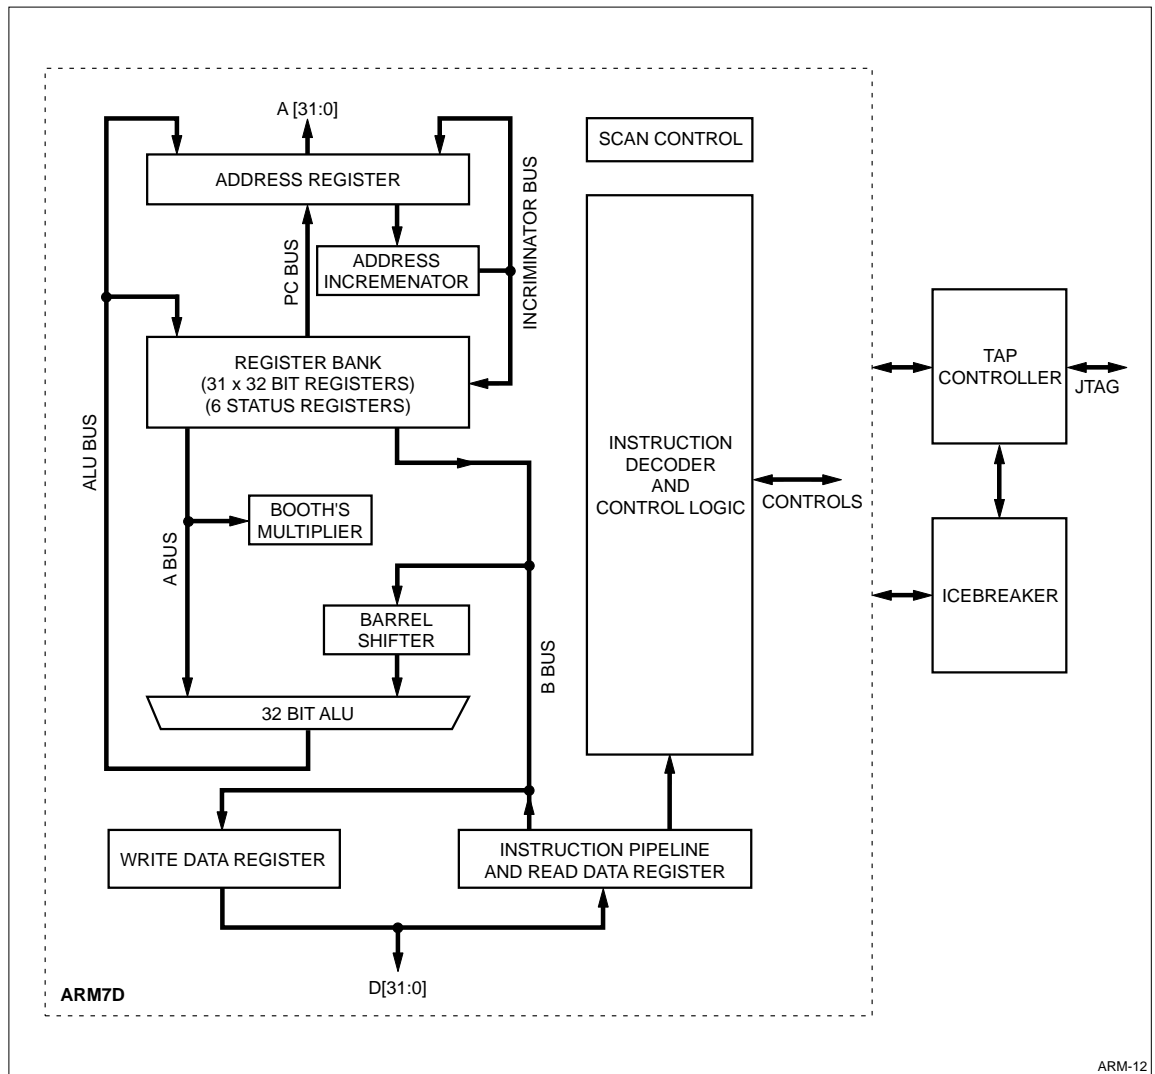 A [31:0]
SCAN CONTROL
ADDRESS REGISTER
INCRIMINATOR BUS
PC BUS
ADDRESS
INCREMENATOR
REGISTER BANK
(31 x 32 BIT REGISTERS)
(6 STATUS REGISTERS)
TAP
CONTROLLER
JTAG
ALU BUS
INSTRUCTION
DECODER
AND
CONTROL LOGIC
CONTROLS
BOOTH'S
MULTIPLIER
A BUS
ICEBREAKER
BARREL
SHIFTER
B BUS
32 BIT ALU
WRITE DATA REGISTER
INSTRUCTION PIPELINE
AND READ DATA REGISTER
D[31:0]
ARM7D
ARM-12